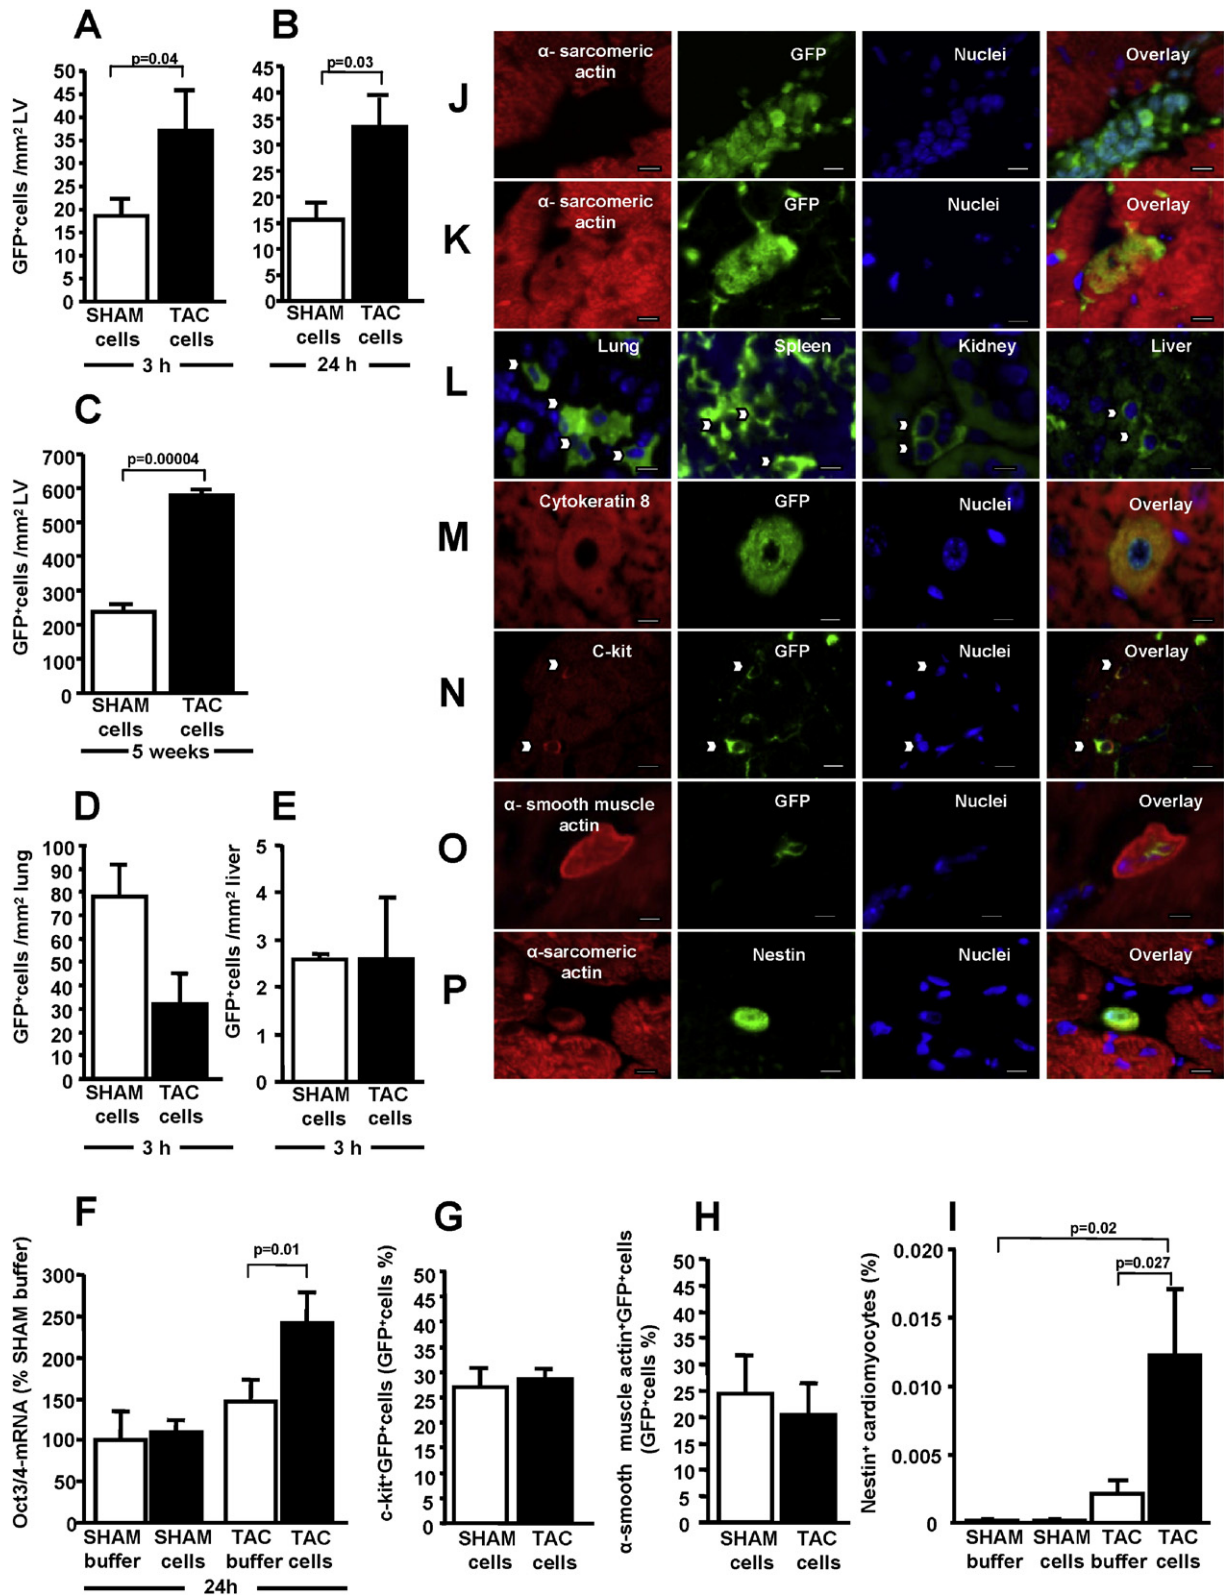 A
p=0.04
GFP⁺cells /mm² LV
50
45
40
35
30
25
20
15
10
5
0
SHAM cells
TAC cells
3 h
B
p=0.03
45
40
35
30
25
20
15
10
5
0
SHAM cells
TAC cells
24 h
C
p=0.00004
GFP⁺cells /mm² LV
700
600
500
400
300
200
100
0
SHAM cells
TAC cells
5 weeks
D
GFP⁺cells /mm² lung
100
90
80
70
60
50
40
30
20
10
0
SHAM cells
TAC cells
3 h
E
GFP⁺cells /mm² liver
5
4
3
2
1
0
SHAM cells
TAC cells
3 h
J
α- sarcomeric
actin
GFP
Nuclei
Overlay
K
α- sarcomeric
actin
GFP
Nuclei
Overlay
L
Lung
Spleen
Kidney
Liver
M
Cytokeratin 8
GFP
Nuclei
Overlay
N
C-kit
GFP
Nuclei
Overlay
O
α- smooth muscle
actin
GFP
Nuclei
Overlay
P
α-sarcomeric
actin
Nestin
Nuclei
Overlay
F
p=0.01
Oct3/4-mRNA (% SHAM buffer)
300
250
200
150
100
50
0
SHAM buffer
SHAM cells
TAC buffer
TAC cells
24h
G
c-kit⁺GFP⁺cells (GFP⁺cells %)
50
45
40
35
30
25
20
15
10
5
0
SHAM cells
TAC cells
H
α-smooth muscle actin⁺GFP⁺cells
(GFP⁺cells %)
50
45
40
35
30
25
20
15
10
5
0
SHAM cells
TAC cells
I
p=0.02
p=0.027
Nestin⁺ cardiomyocytes (%)
0.020
0.015
0.010
0.005
0
SHAM buffer
SHAM cells
TAC buffer
TAC cells